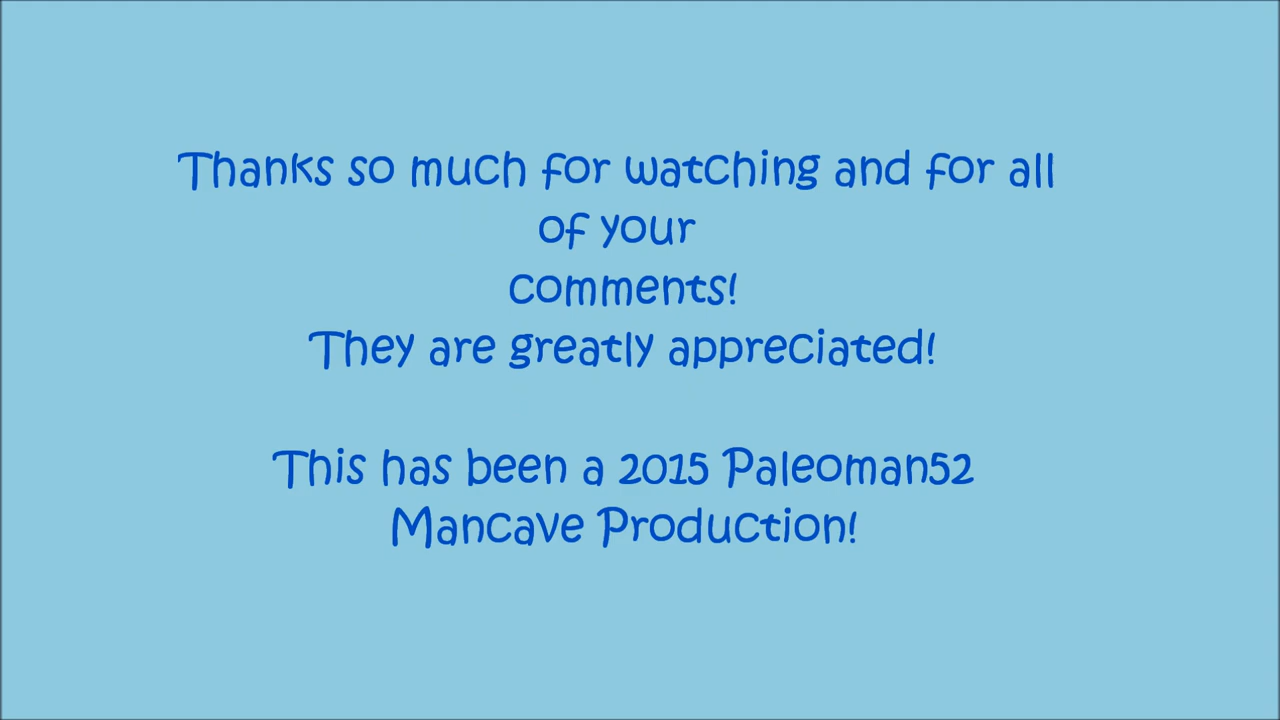 Thanks so much for watching and for all
of your
comments!
They are greatly appreciated!
This has been a 2015 Paleoman52
Mancave Production!